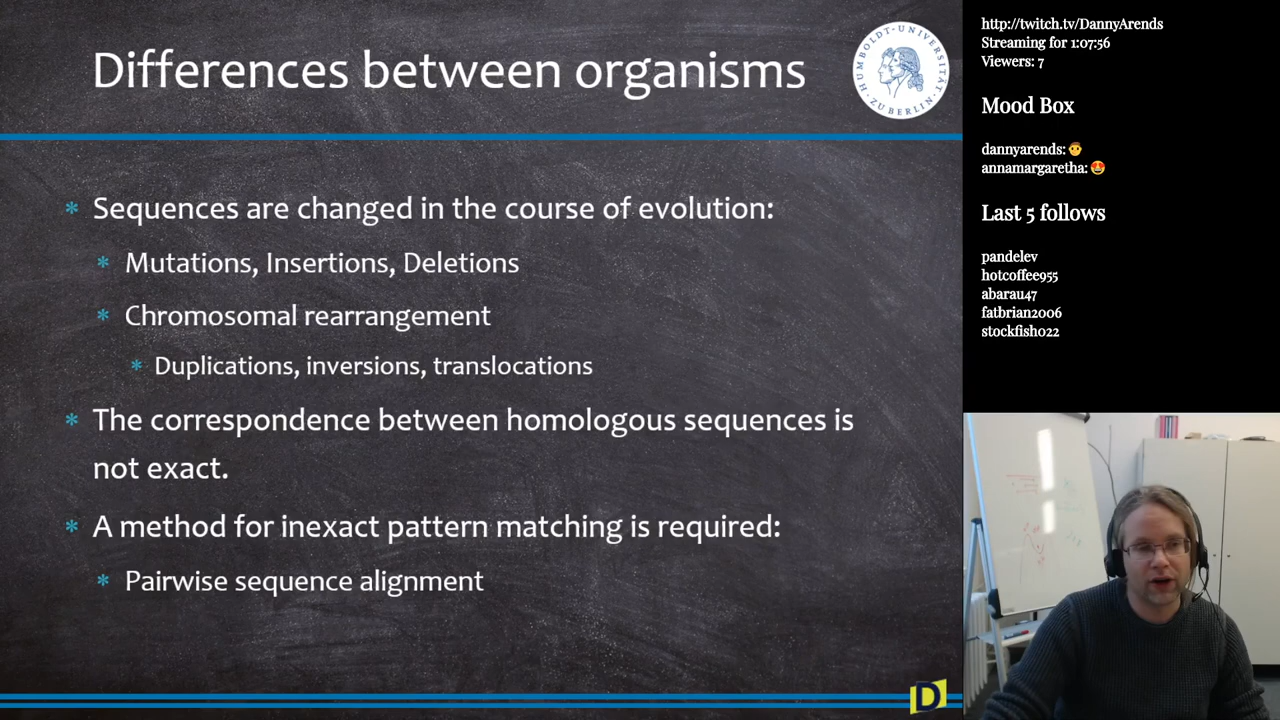 Differences between organisms
HUMBOLDT-UNIVERSITÄT ZU BERLIN
* Sequences are changed in the course of evolution:
* Mutations, Insertions, Deletions
* Chromosomal rearrangement
* Duplications, inversions, translocations
* The correspondence between homologous sequences is
not exact.
* A method for inexact pattern matching is required:
* Pairwise sequence alignment
D
http://twitch.tv/DannyArends
Streaming for 1:07:56
Viewers: 7
Mood Box
dannyarends: 👨
annamargaretha: 😍
Last 5 follows
pandelev
hotcoffee955
abarau47
fatbrian2006
stockfish022